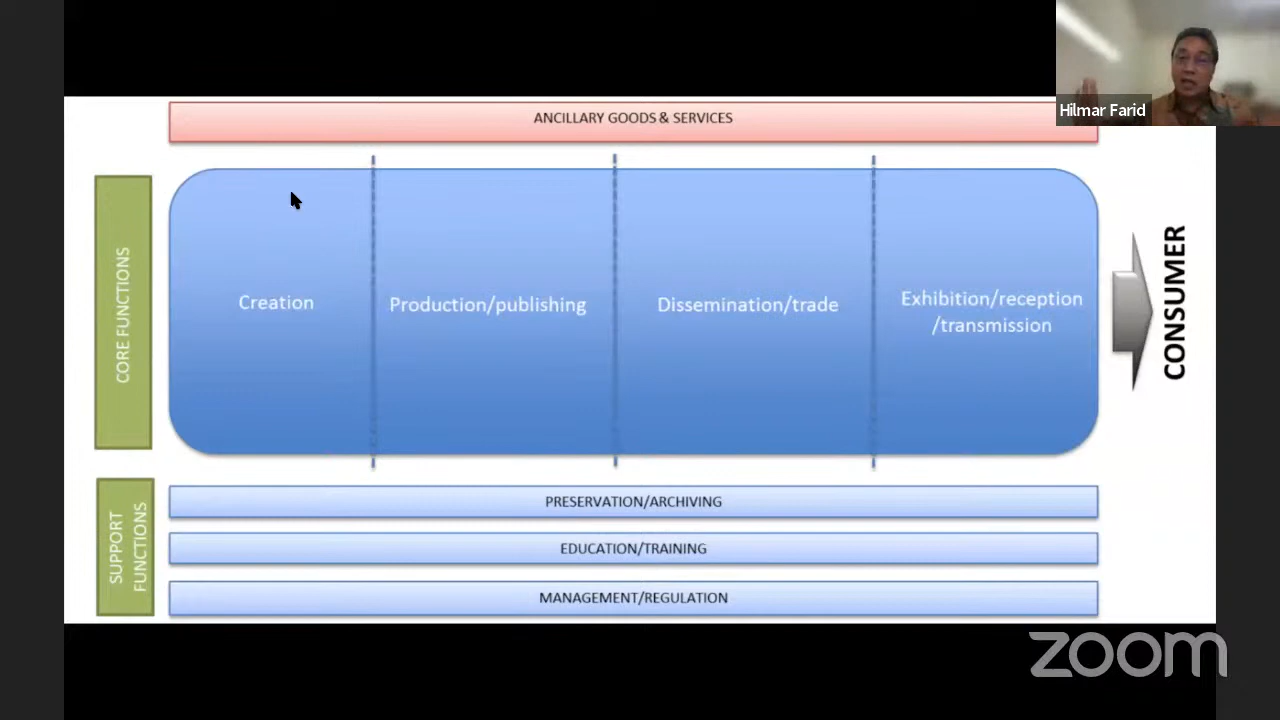 ANCILLARY GOODS & SERVICES
Hilmar Farid
CORE FUNCTIONS
Creation
Production/publishing
Dissemination/trade
Exhibition/reception
/transmission
CONSUMER
SUPPORT
FUNCTIONS
PRESERVATION/ARCHIVING
EDUCATION/TRAINING
MANAGEMENT/REGULATION
zoom